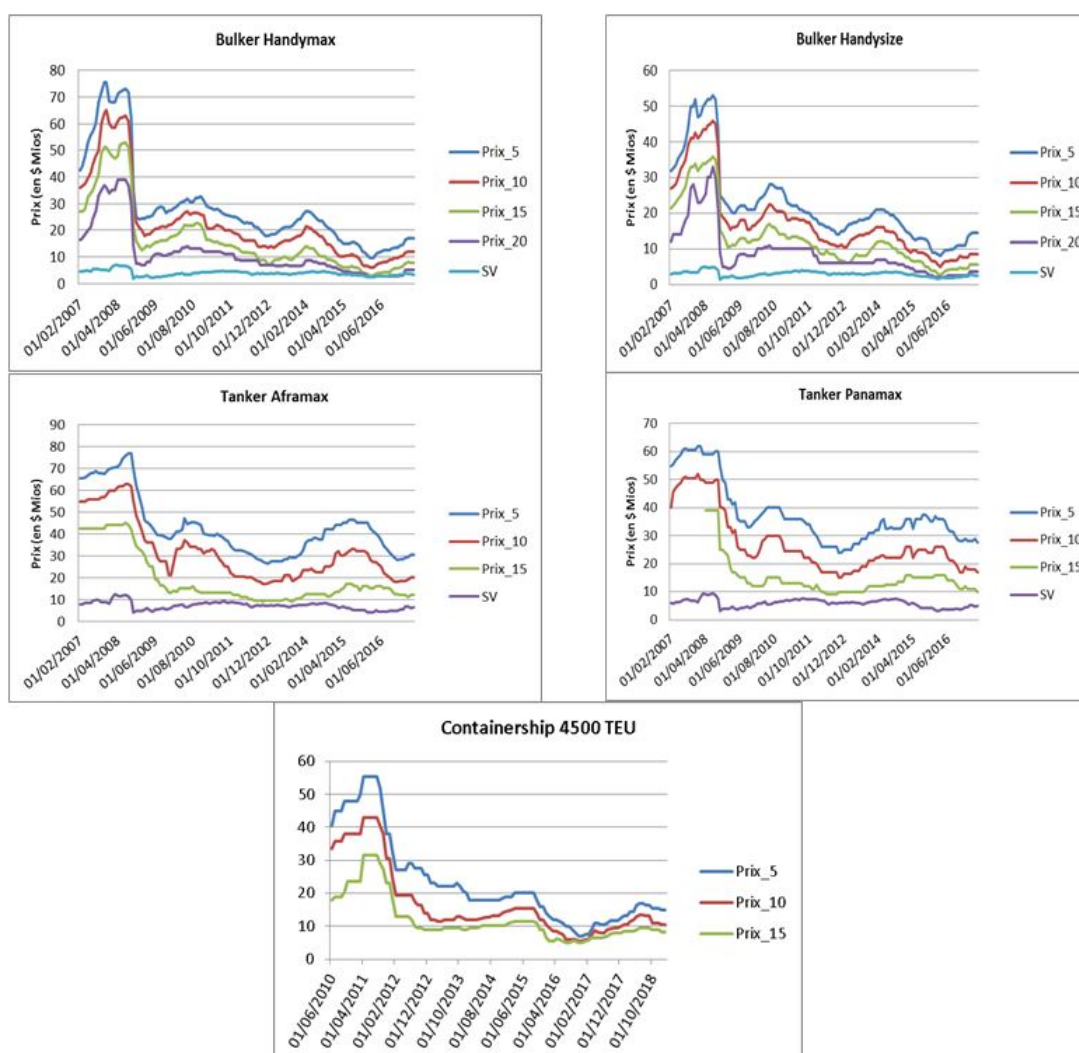 Bulker Handymax
Prix (en $ Mios)
80
70
60
50
40
30
20
10
0
01/02/2007
01/04/2008
01/06/2009
01/08/2010
01/10/2011
01/12/2012
01/02/2014
01/04/2015
01/06/2016
Prix_5
Prix_10
Prix_15
Prix_20
SV
Bulker Handysize
Prix (en $ Mios)
60
50
40
30
20
10
0
01/02/2007
01/04/2008
01/06/2009
01/08/2010
01/10/2011
01/12/2012
01/02/2014
01/04/2015
01/06/2016
Prix_5
Prix_10
Prix_15
Prix_20
SV
Tanker Aframax
Prix (en $ Mios)
90
80
70
60
50
40
30
20
10
0
01/02/2007
01/04/2008
01/06/2009
01/08/2010
01/10/2011
01/12/2012
01/02/2014
01/04/2015
01/06/2016
Prix_5
Prix_10
Prix_15
SV
Tanker Panamax
Prix (en $ Mios)
70
60
50
40
30
20
10
0
01/02/2007
01/04/2008
01/06/2009
01/08/2010
01/10/2011
01/12/2012
01/02/2014
01/04/2015
01/06/2016
Prix_5
Prix_10
Prix_15
SV
Containership 4500 TEU
60
50
40
30
20
10
0
01/06/2010
01/04/2011
01/02/2012
01/12/2012
01/10/2013
01/08/2014
01/06/2015
01/04/2016
01/02/2017
01/12/2017
01/10/2018
Prix_5
Prix_10
Prix_15